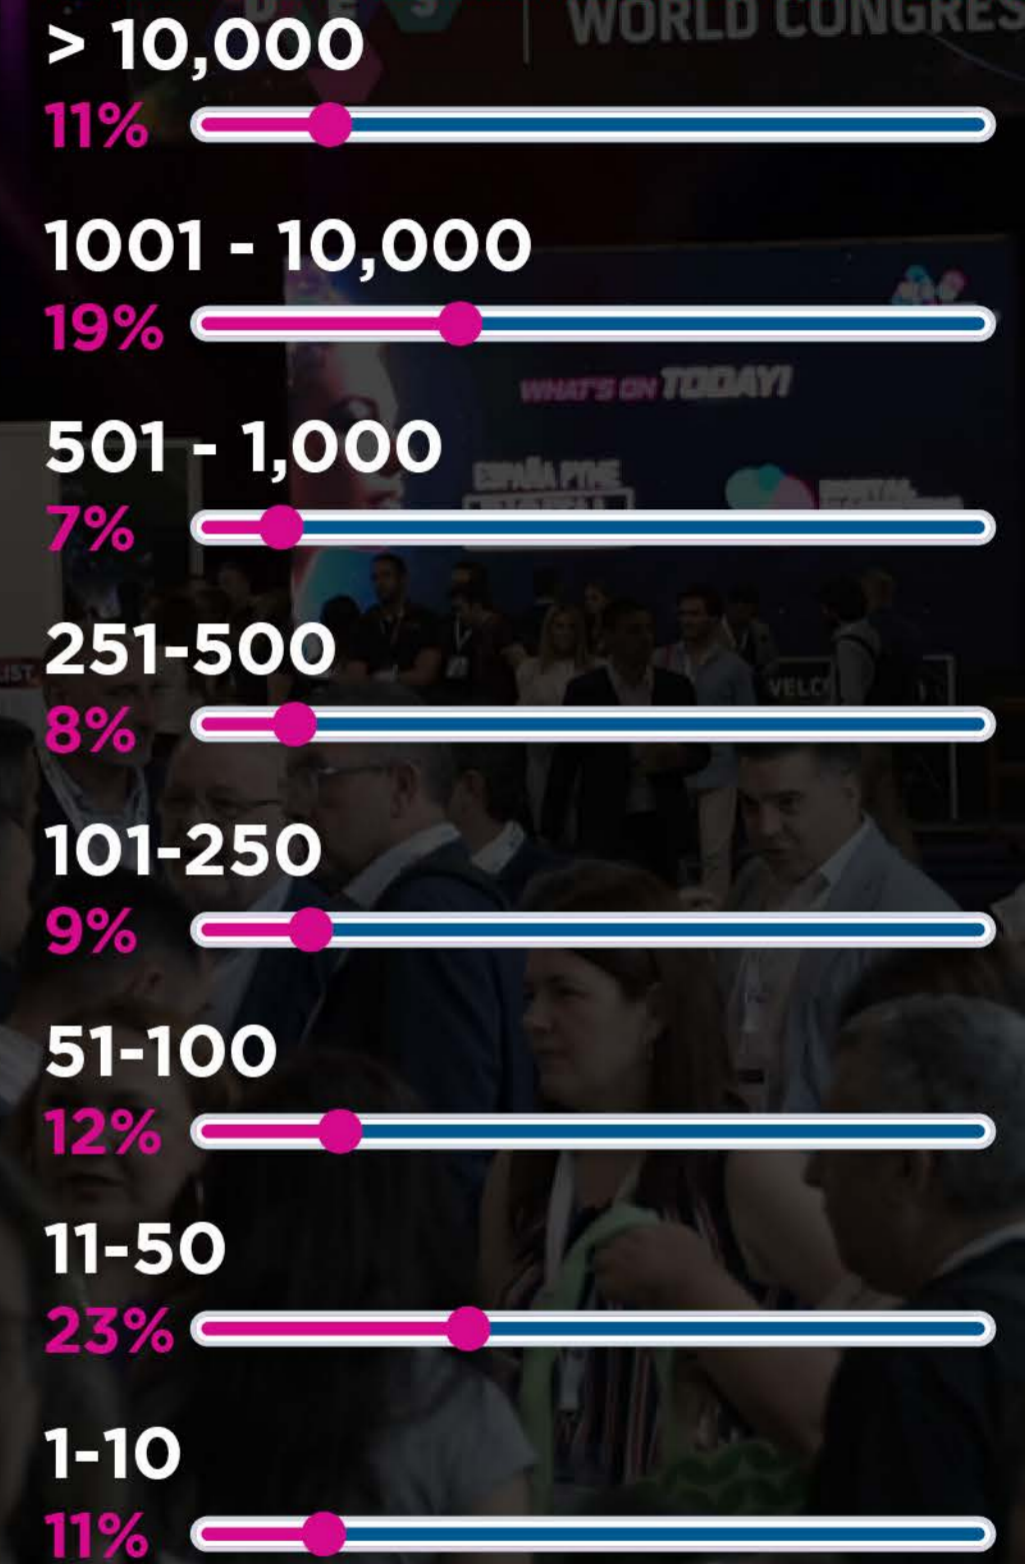 D E S
WORLD CONGRES
> 10,000
11%
1001 - 10,000
19%
WHAT'S ON TODAY!
501 - 1,000
ESPAÑA PYME
7%
251-500
8%
VELC
101-250
9%
51-100
12%
11-50
23%
1-10
11%